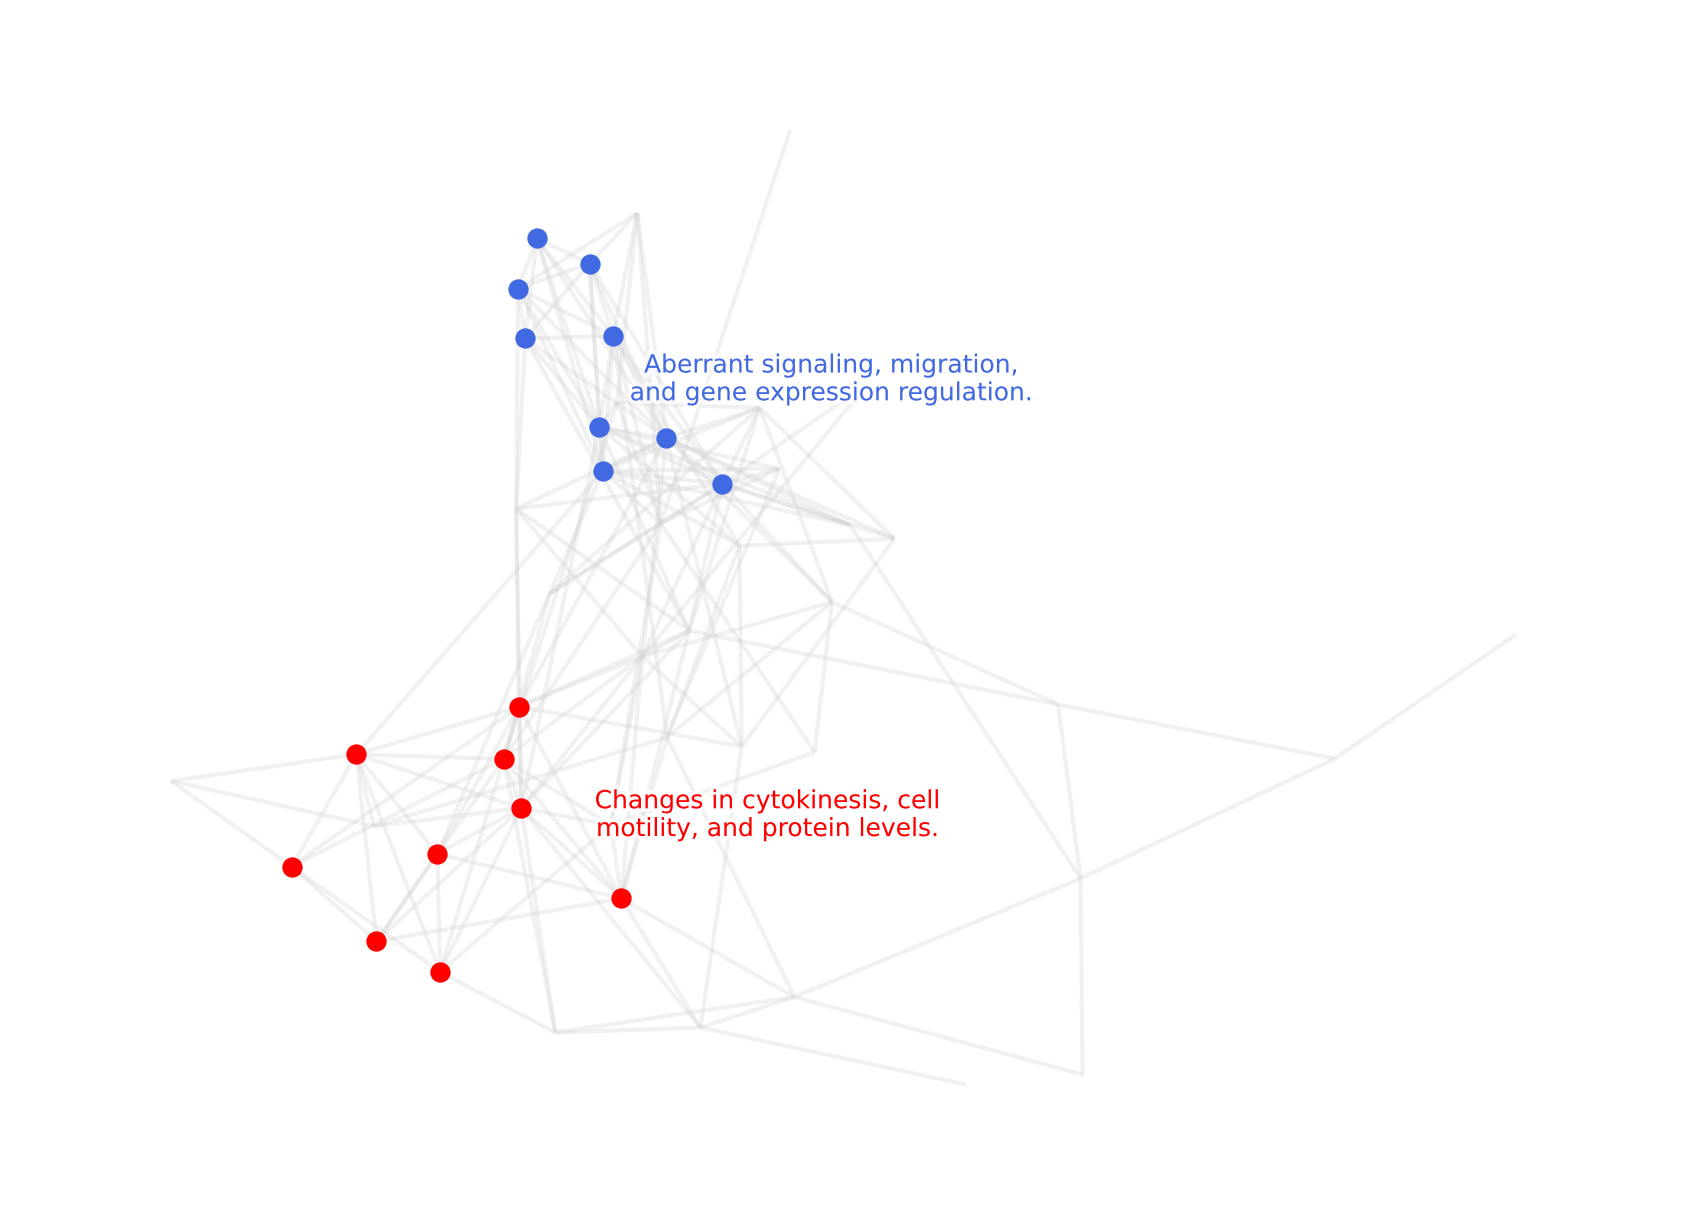 Aberrant signaling, migration,
and gene expression regulation.
Changes in cytokinesis, cell
motility, and protein levels.